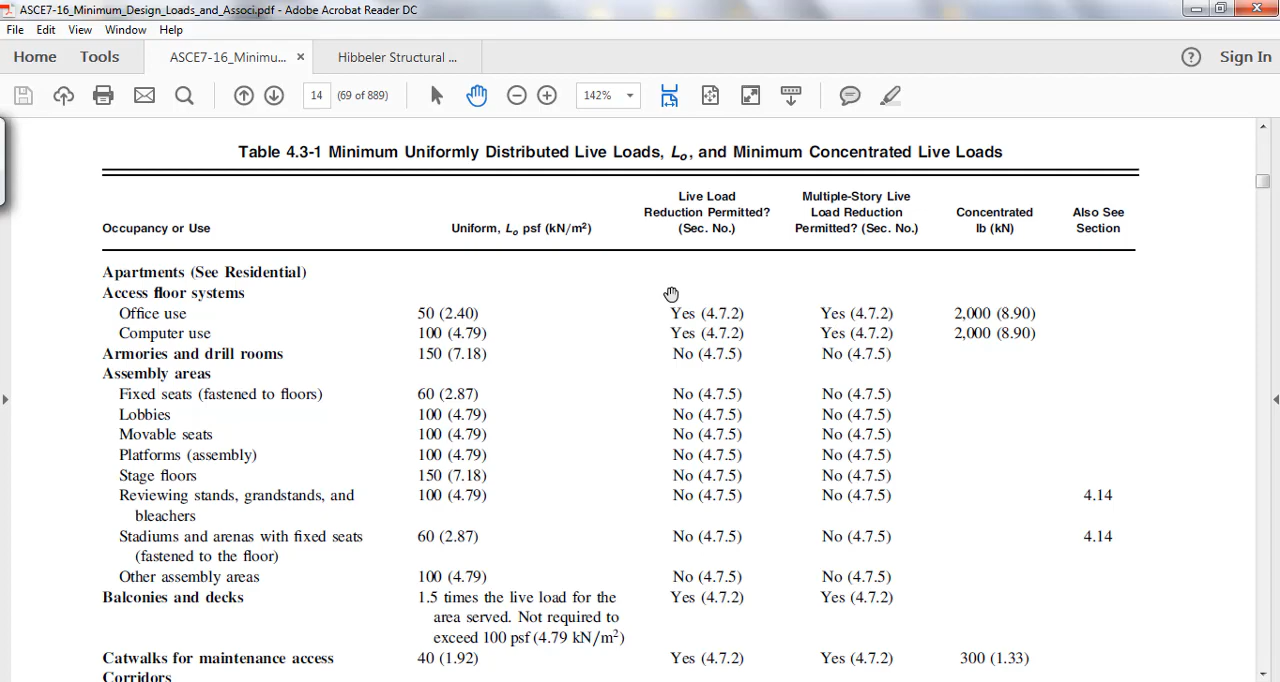 ASCE7-16_Minimum_Design_Loads_and_Associ.pdf - Adobe Acrobat Reader DC
File Edit View Window Help
Home Tools ASCE7-16_Minimu... × Hibbeler Structural ... ? Sign In
14 (69 of 889) 142%
Table 4.3-1 Minimum Uniformly Distributed Live Loads, Lo, and Minimum Concentrated Live Loads
Live Load Multiple-Story Live
Reduction Permitted? Load Reduction Concentrated Also See
Occupancy or Use Uniform, Lo psf (kN/m²) (Sec. No.) Permitted? (Sec. No.) lb (kN) Section
Apartments (See Residential)
Access floor systems
Office use 50 (2.40) Yes (4.7.2) Yes (4.7.2) 2,000 (8.90)
Computer use 100 (4.79) Yes (4.7.2) Yes (4.7.2) 2,000 (8.90)
Armories and drill rooms 150 (7.18) No (4.7.5) No (4.7.5)
Assembly areas
Fixed seats (fastened to floors) 60 (2.87) No (4.7.5) No (4.7.5)
Lobbies 100 (4.79) No (4.7.5) No (4.7.5)
Movable seats 100 (4.79) No (4.7.5) No (4.7.5)
Platforms (assembly) 100 (4.79) No (4.7.5) No (4.7.5)
Stage floors 150 (7.18) No (4.7.5) No (4.7.5)
Reviewing stands, grandstands, and 100 (4.79) No (4.7.5) No (4.7.5) 4.14
bleachers
Stadiums and arenas with fixed seats 60 (2.87) No (4.7.5) No (4.7.5) 4.14
(fastened to the floor)
Other assembly areas 100 (4.79) No (4.7.5) No (4.7.5)
Balconies and decks 1.5 times the live load for the Yes (4.7.2) Yes (4.7.2)
area served. Not required to
exceed 100 psf (4.79 kN/m²)
Catwalks for maintenance access 40 (1.92) Yes (4.7.2) Yes (4.7.2) 300 (1.33)
Corridors